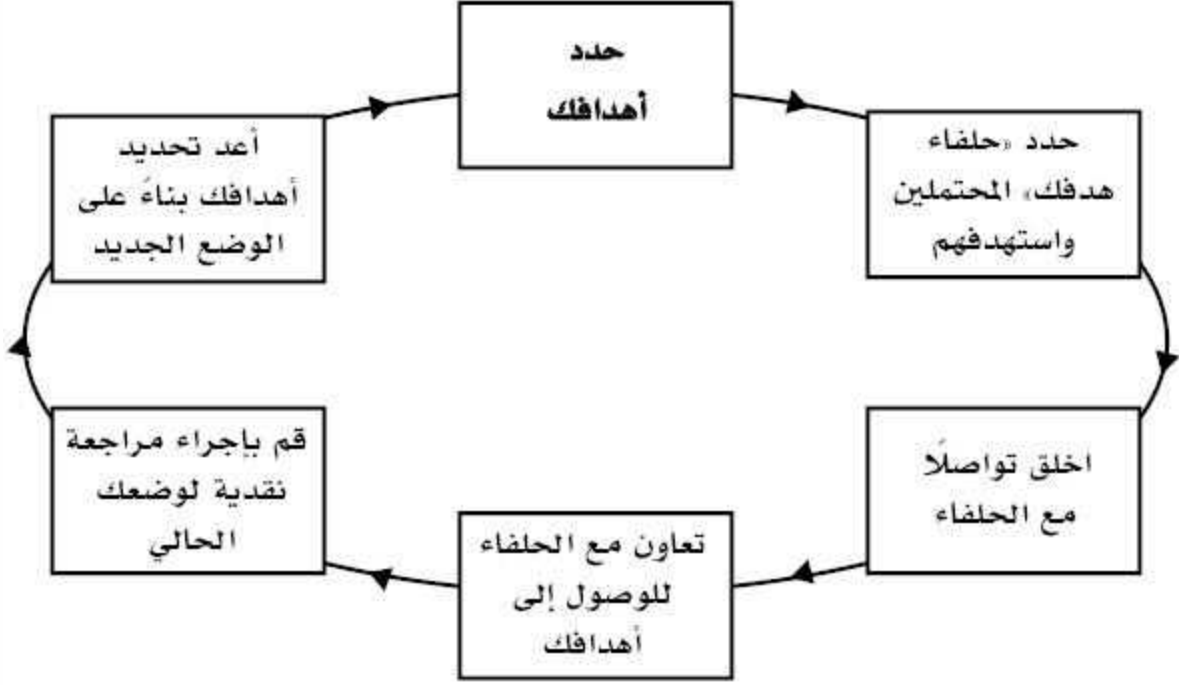 حدد
أهدافك
حدد «حلفاء
هدفك» المحتملين
واستهدفهم
اخلق تواصلًا
مع الحلفاء
تعاون مع الحلفاء
للوصول إلى
أهدافك
قم بإجراء مراجعة
نقدية لوضعك
الحالي
أعد تحديد
أهدافك بناءً على
الوضع الجديد